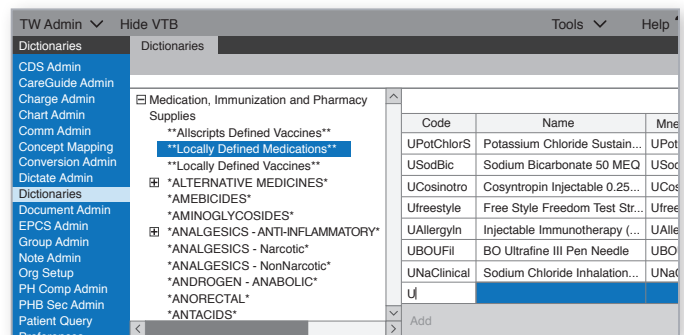 TW Admin Hide VTB Tools Help
Dictionaries Dictionaries
CDS Admin
CareGuide Admin
Charge Admin
Chart Admin
Comm Admin
Concept Mapping
Conversion Admin
Dictate Admin
Dictionaries
Document Admin
EPCS Admin
Group Admin
Note Admin
Org Setup
PH Comp Admin
PHB Sec Admin
Patient Query
Medication, Immunization and Pharmacy
Supplies
**Allscripts Defined Vaccines**
**Locally Defined Medications**
**Locally Defined Vaccines**
*ALTERNATIVE MEDICINES*
*AMEBICIDES*
*AMINOGLYCOSIDES*
*ANALGESICS - ANTI-INFLAMMATORY*
*ANALGESICS - Narcotic*
*ANALGESICS - NonNarcotic*
*ANDROGEN - ANABOLIC*
*ANORECTAL*
*ANTACIDS*
Code Name Mne
UPotChlorS Potassium Chloride Sustain... UPot
USodBic Sodium Bicarbonate 50 MEQ USod
UCosinotro Cosyntropin Injectable 0.25... UCos
Ufreestyle Free Style Freedom Test Str... Ufree
UAllergyIn Injectable Immunotherapy (... UAlle
UBOUFil BO Ultrafine III Pen Needle UBOU
UNaClinical Sodium Chloride Inhalation... UNaC
U
Add